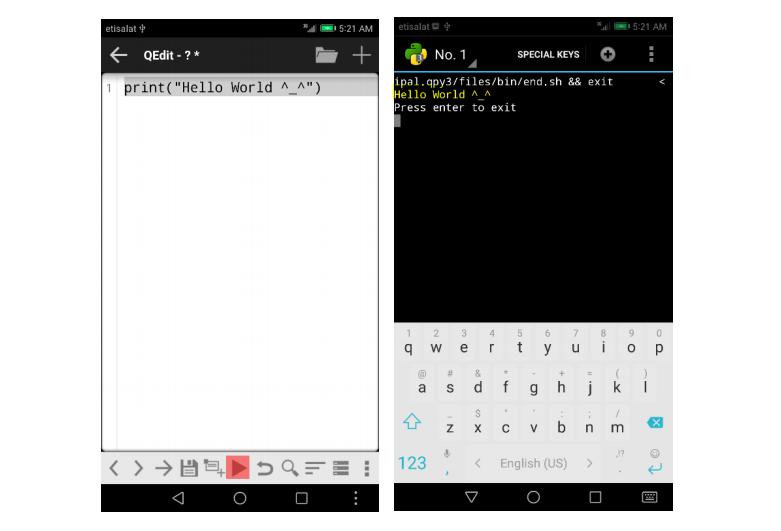 etisalat 5:21 AM
QEdit - ? *
1 print("Hello World ^_^")
etisalat 5:21 AM
No. 1 SPECIAL KEYS
ipal.qpy3/files/bin/end.sh && exit <
Hello World ^_^
Press enter to exit
1 2 3 4 5 6 7 8 9 0
q w e r t y u i o p
@ # & * - + = ( )
a s d f g h j k l
_ $ " ' : ; /
z x c v b n m
123 , < English (US) > .
,!?